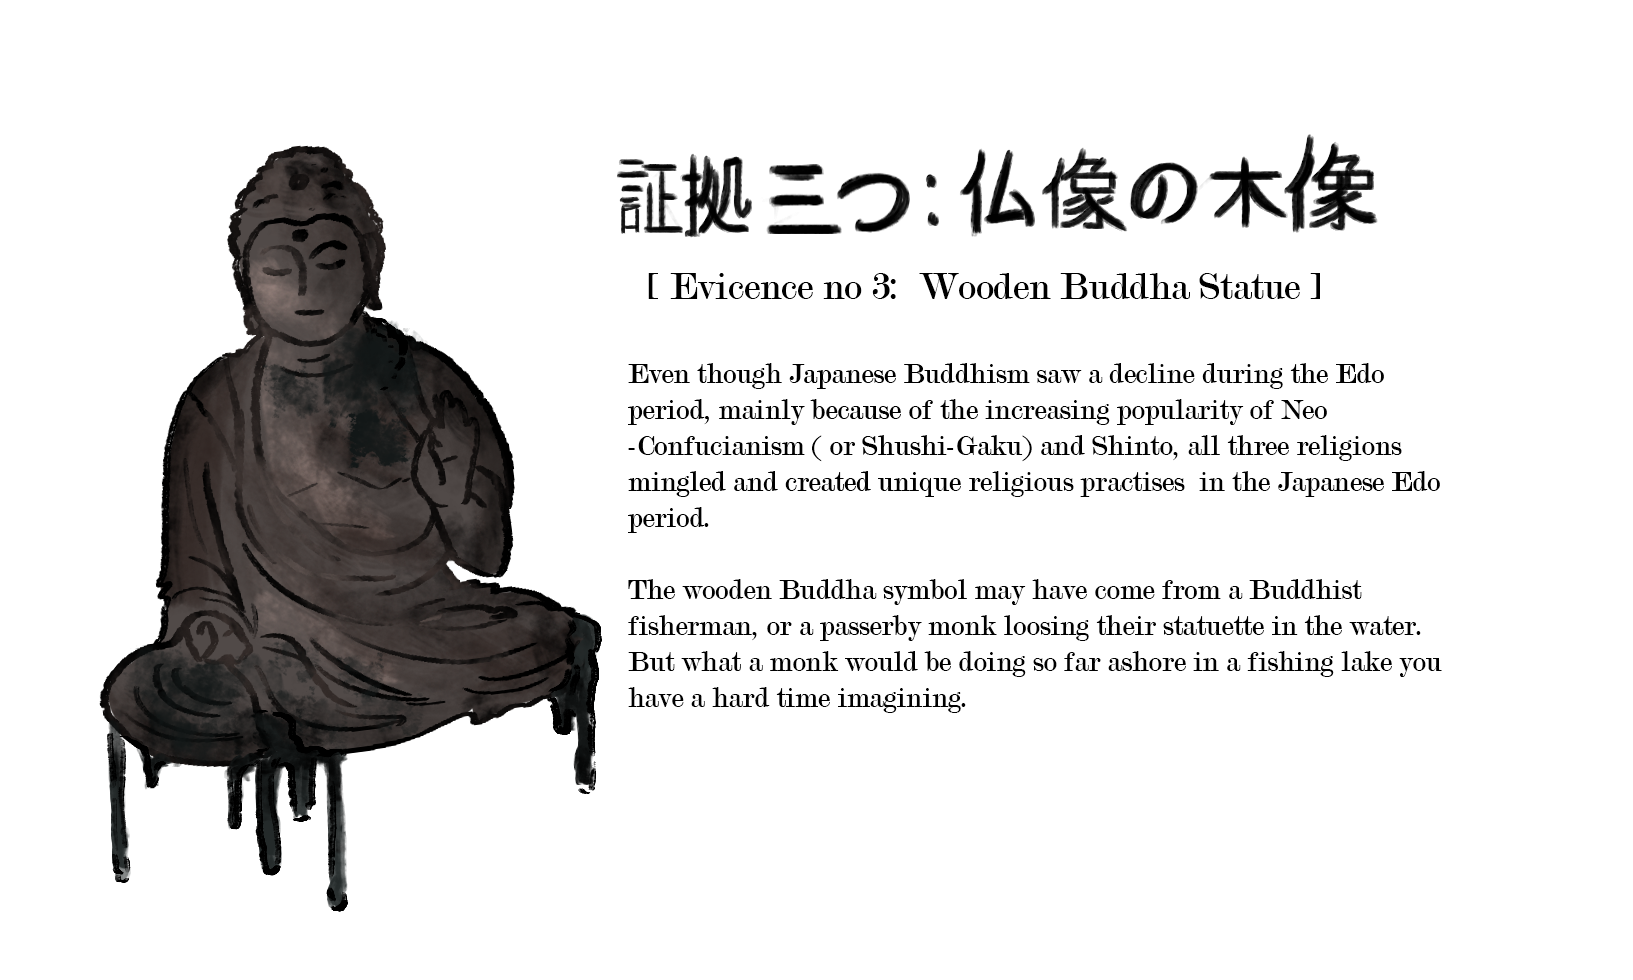 証拠三つ：仏像の木像
[ Evicence no 3:  Wooden Buddha Statue ]
Even though Japanese Buddhism saw a decline during the Edo
period, mainly because of the increasing popularity of Neo
-Confucianism ( or Shushi-Gaku) and Shinto, all three religions
mingled and created unique religious practises  in the Japanese Edo
period.
The wooden Buddha symbol may have come from a Buddhist
fisherman, or a passerby monk loosing their statuette in the water.
But what a monk would be doing so far ashore in a fishing lake you
have a hard time imagining.